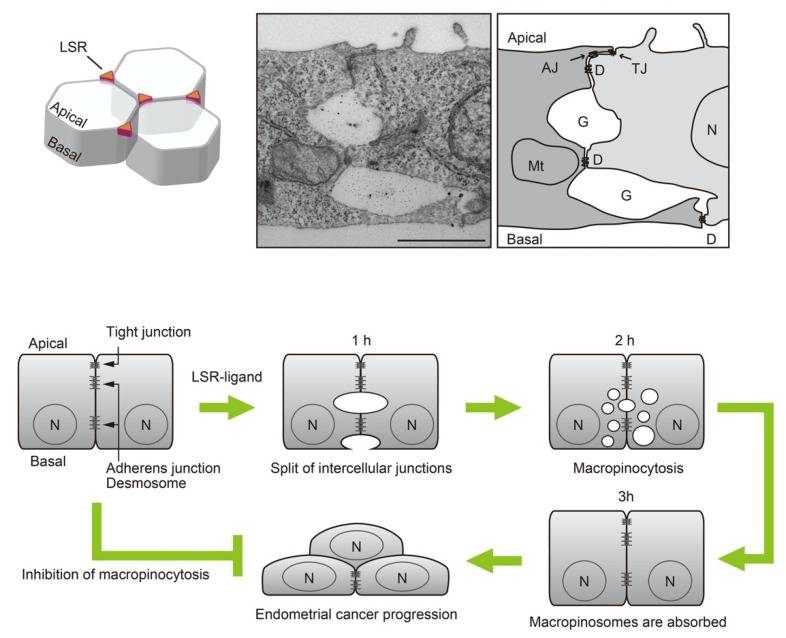 LSR
Apical
Basal
Apical
AJ
D
TJ
G
N
Mt
D
G
Basal
D
Apical
Tight junction
N
N
Basal
Adherens junction
Desmosome
LSR-ligand
1 h
N
N
Split of intercellular junctions
2 h
N
N
Macropinocytosis
3h
N
N
Macropinosomes are absorbed
N
N
N
Endometrial cancer progression
Inhibition of macropinocytosis